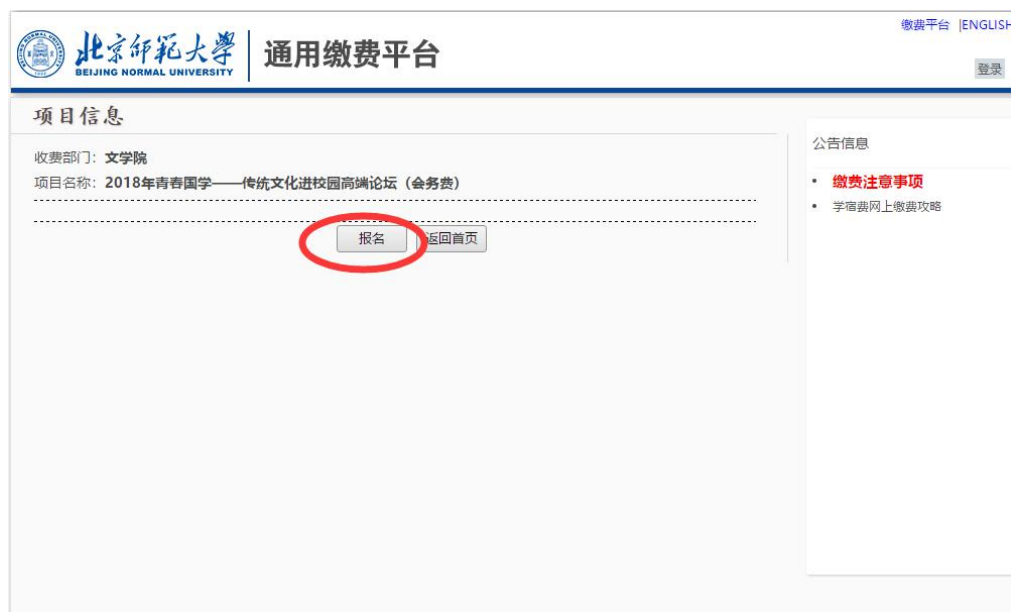 缴费平台 |ENGLISH
北京师范大学
BEIJING NORMAL UNIVERSITY
通用缴费平台
登录
项目信息
收费部门：文学院
项目名称：2018年青春国学——传统文化进校园高端论坛（会务费）
报名
返回首页
公告信息
缴费注意事项
学宿费网上缴费攻略